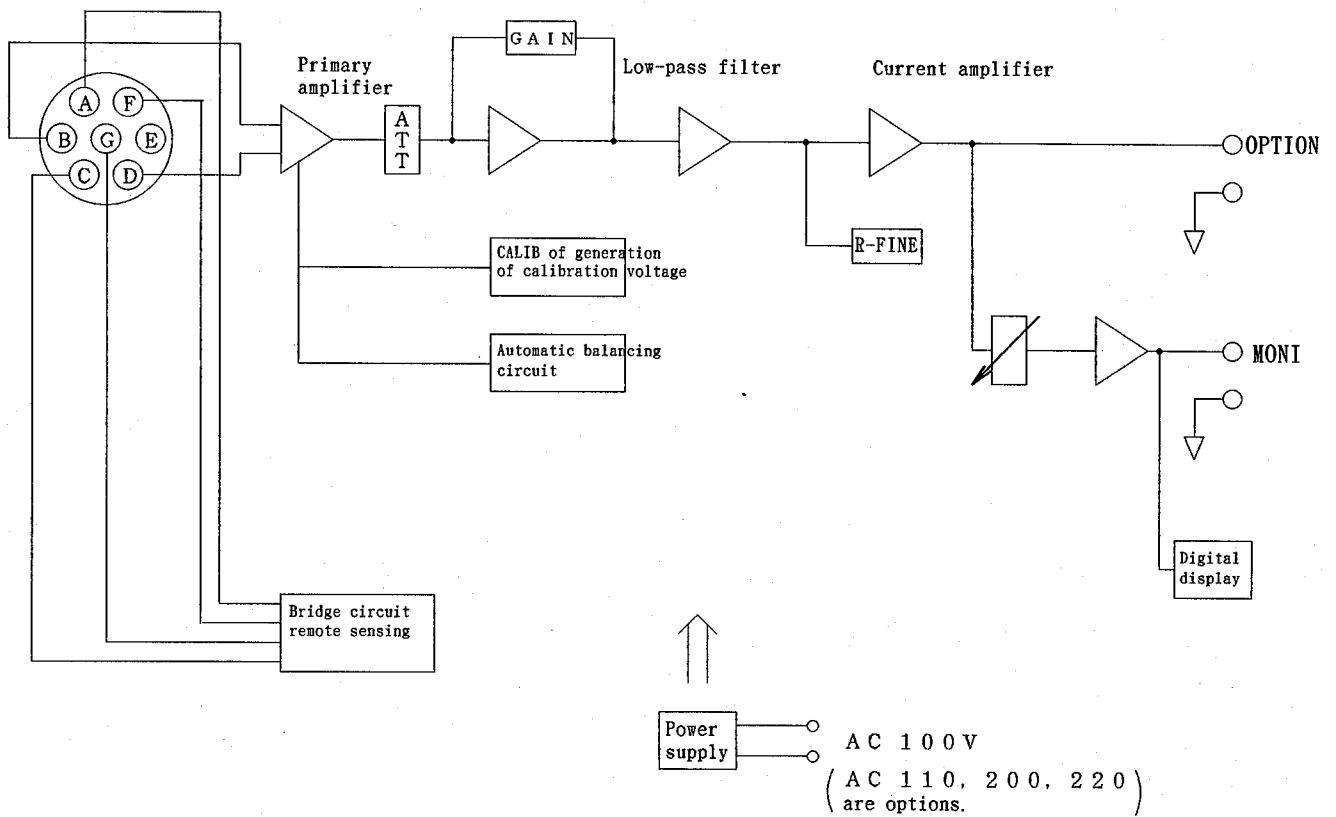 GAIN
Primary
amplifier
Low-pass filter
Current amplifier
A
F
B
G
E
C
D
ATT
OPTION
CALIB of generation
of calibration voltage
R-FINE
Automatic balancing
circuit
MONI
Digital
display
Bridge circuit
remote sensing
Power
supply
AC 100V
(AC 110, 200, 220)
are options.